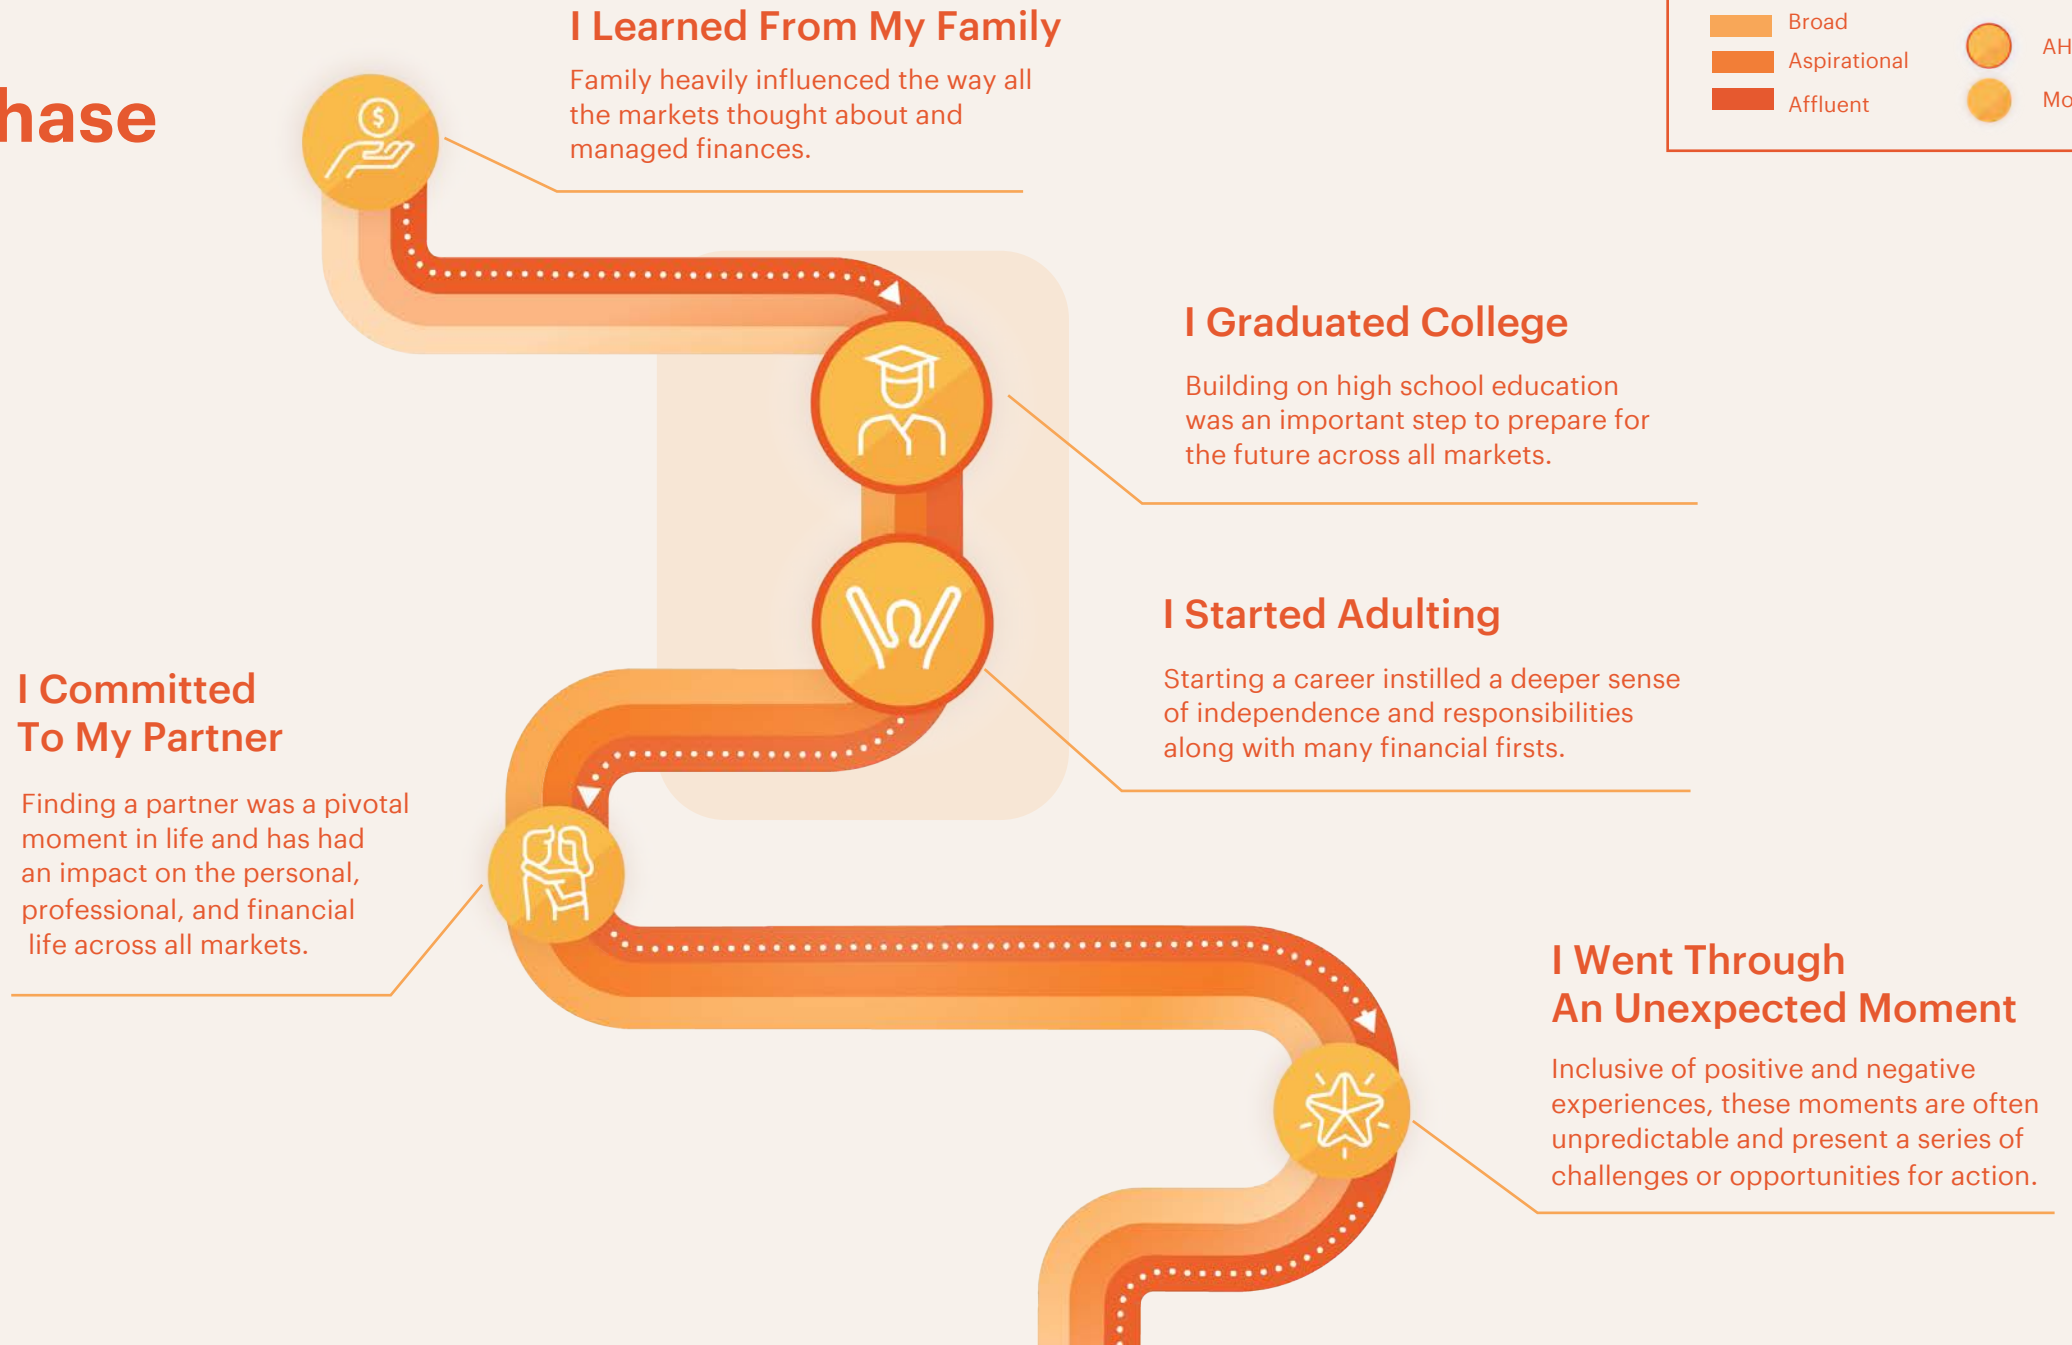 I Learned From My Family
Family heavily influenced the way all
the markets thought about and
managed finances.
Broad
Aspirational
Affluent
I Graduated College
Building on high school education
was an important step to prepare for
the future across all markets.
I Started Adulting
Starting a career instilled a deeper sense
of independence and responsibilities
along with many financial firsts.
I Committed
To My Partner
Finding a partner was a pivotal
moment in life and has had
an impact on the personal,
professional, and financial
life across all markets.
I Went Through
An Unexpected Moment
Inclusive of positive and negative
experiences, these moments are often
unpredictable and present a series of
challenges or opportunities for action.